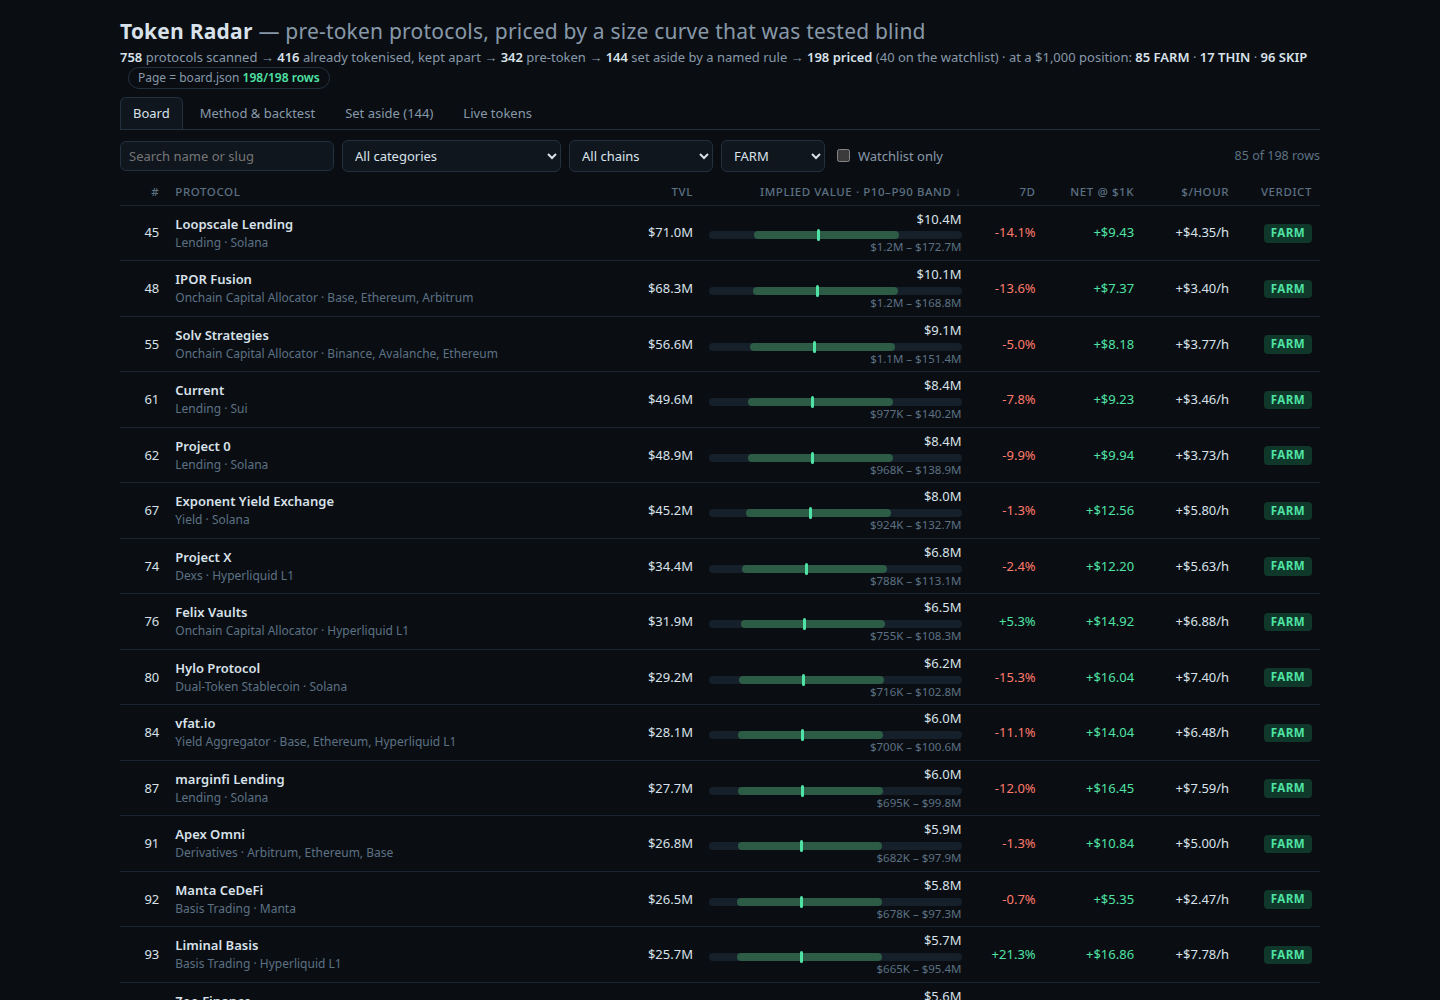 Token Radar — pre-token protocols, priced by a size curve that was tested blind
758 protocols scanned → 416 already tokenised, kept apart → 342 pre-token → 144 set aside by a named rule → 198 priced (40 on the watchlist) · at a $1,000 position: 85 FARM · 17 THIN · 96 SKIP
Page = board.json 198/198 rows
Board Method & backtest Set aside (144) Live tokens
Search name or slug All categories All chains FARM Watchlist only 85 of 198 rows
# PROTOCOL TVL IMPLIED VALUE · P10–P90 BAND ↓ 7D NET @ $1K $/HOUR VERDICT
45 Loopscale Lending $71.0M $10.4M -14.1% +$9.43 +$4.35/h FARM
Lending · Solana $1.2M – $172.7M
48 IPOR Fusion $68.3M $10.1M -13.6% +$7.37 +$3.40/h FARM
Onchain Capital Allocator · Base, Ethereum, Arbitrum $1.2M – $168.8M
55 Solv Strategies $56.6M $9.1M -5.0% +$8.18 +$3.77/h FARM
Onchain Capital Allocator · Binance, Avalanche, Ethereum $1.1M – $151.4M
61 Current $49.6M $8.4M -7.8% +$9.23 +$3.46/h FARM
Lending · Sui $977K – $140.2M
62 Project 0 $48.9M $8.4M -9.9% +$9.94 +$3.73/h FARM
Lending · Solana $968K – $138.9M
67 Exponent Yield Exchange $45.2M $8.0M -1.3% +$12.56 +$5.80/h FARM
Yield · Solana $924K – $132.7M
74 Project X $34.4M $6.8M -2.4% +$12.20 +$5.63/h FARM
Dexs · Hyperliquid L1 $788K – $113.1M
76 Felix Vaults $31.9M $6.5M +5.3% +$14.92 +$6.88/h FARM
Onchain Capital Allocator · Hyperliquid L1 $755K – $108.3M
80 Hylo Protocol $29.2M $6.2M -15.3% +$16.04 +$7.40/h FARM
Dual-Token Stablecoin · Solana $716K – $102.8M
84 vfat.io $28.1M $6.0M -11.1% +$14.04 +$6.48/h FARM
Yield Aggregator · Base, Ethereum, Hyperliquid L1 $700K – $100.6M
87 marginfi Lending $27.7M $6.0M -12.0% +$16.45 +$7.59/h FARM
Lending · Solana $695K – $99.8M
91 Apex Omni $26.8M $5.9M -1.3% +$10.84 +$5.00/h FARM
Derivatives · Arbitrum, Ethereum, Base $682K – $97.9M
92 Manta CeDeFi $26.5M $5.8M -0.7% +$5.35 +$2.47/h FARM
Basis Trading · Manta $678K – $97.3M
93 Liminal Basis $25.7M $5.7M +21.3% +$16.86 +$7.78/h FARM
Basis Trading · Hyperliquid L1 $665K – $95.4M
$5.6M